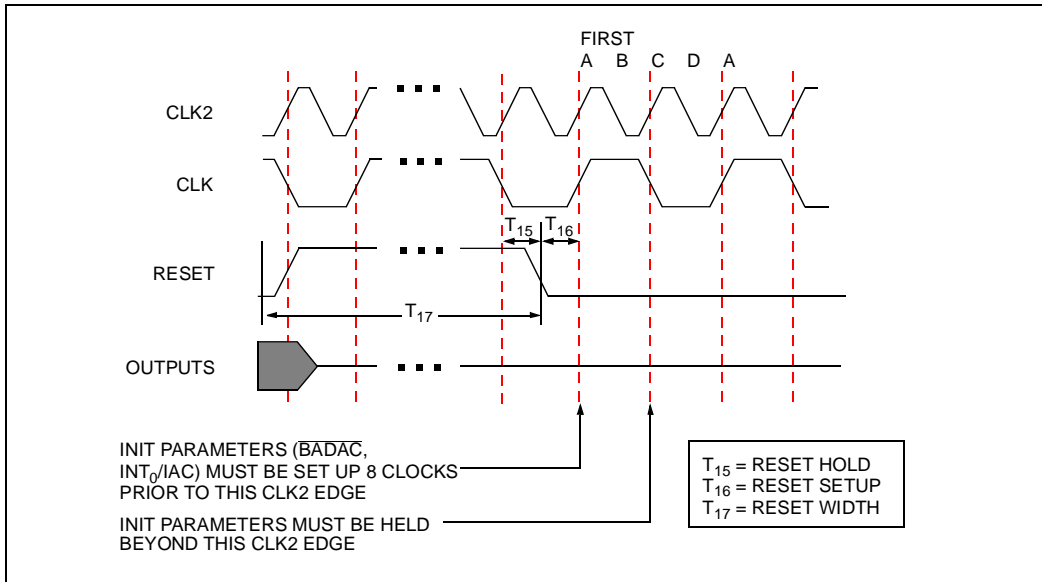 FIRST
A B C D A
CLK2
CLK
T15 T16
RESET
T17
OUTPUTS
INIT PARAMETERS (BADAC,
INT0/IAC) MUST BE SET UP 8 CLOCKS
PRIOR TO THIS CLK2 EDGE
INIT PARAMETERS MUST BE HELD
BEYOND THIS CLK2 EDGE
T15 = RESET HOLD
T16 = RESET SETUP
T17 = RESET WIDTH